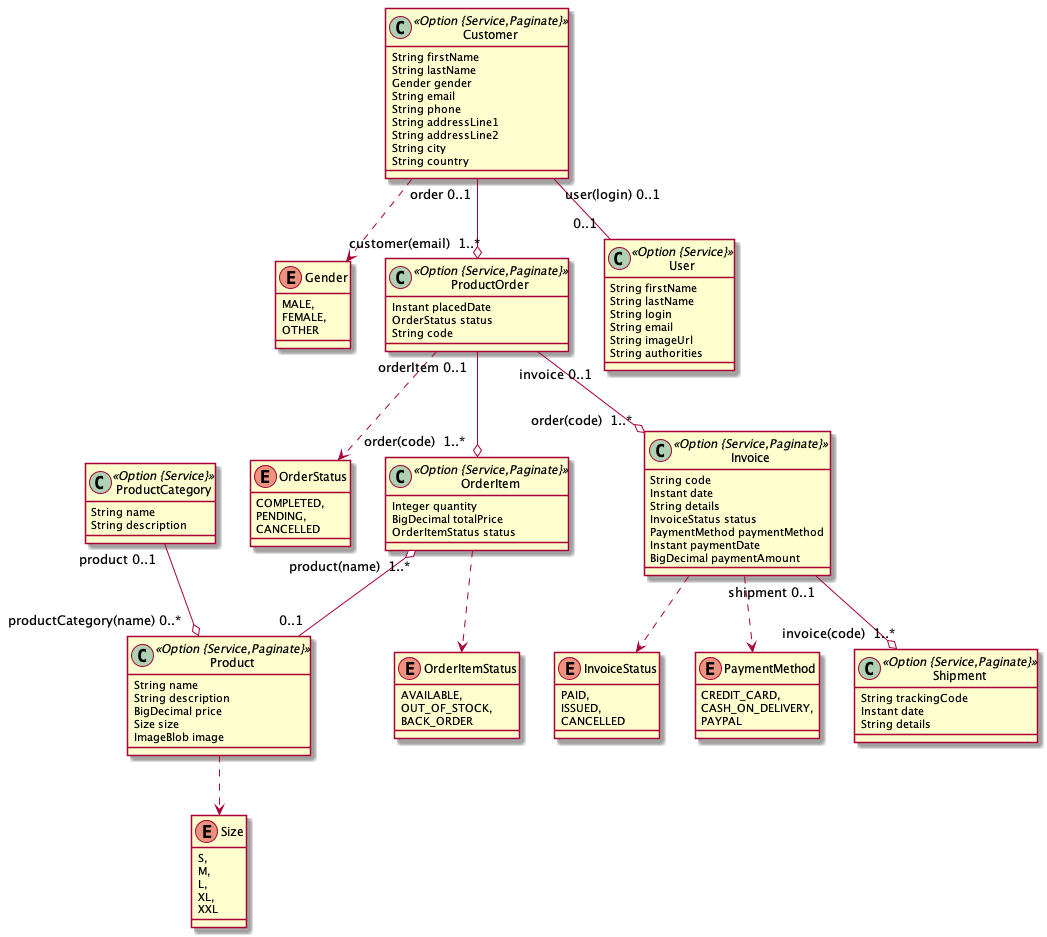 C «Option {Service,Paginate}»
Customer
String firstName
String lastName
Gender gender
String email
String phone
String addressLine1
String addressLine2
String city
String country
order 0..1
user(login) 0..1
0..1
customer(email) 1..*
E Gender
MALE,
FEMALE,
OTHER
C «Option {Service,Paginate}»
ProductOrder
Instant placedDate
OrderStatus status
String code
C «Option {Service}»
User
String firstName
String lastName
String login
String email
String imageUrl
String authorities
orderItem 0..1
invoice 0..1
order(code) 1..*
order(code) 1..*
C «Option {Service}»
ProductCategory
String name
String description
E OrderStatus
COMPLETED,
PENDING,
CANCELLED
C «Option {Service,Paginate}»
OrderItem
Integer quantity
BigDecimal totalPrice
OrderItemStatus status
C «Option {Service,Paginate}»
Invoice
String code
Instant date
String details
InvoiceStatus status
PaymentMethod paymentMethod
Instant paymentDate
BigDecimal paymentAmount
product 0..1
product(name) 1..*
shipment 0..1
productCategory(name) 0..*
0..1
invoice(code) 1..*
C «Option {Service,Paginate}»
Product
String name
String description
BigDecimal price
Size size
ImageBlob image
E OrderItemStatus
AVAILABLE,
OUT_OF_STOCK,
BACK_ORDER
E InvoiceStatus
PAID,
ISSUED,
CANCELLED
E PaymentMethod
CREDIT_CARD,
CASH_ON_DELIVERY,
PAYPAL
C «Option {Service,Paginate}»
Shipment
String trackingCode
Instant date
String details
E Size
S,
M,
L,
XL,
XXL